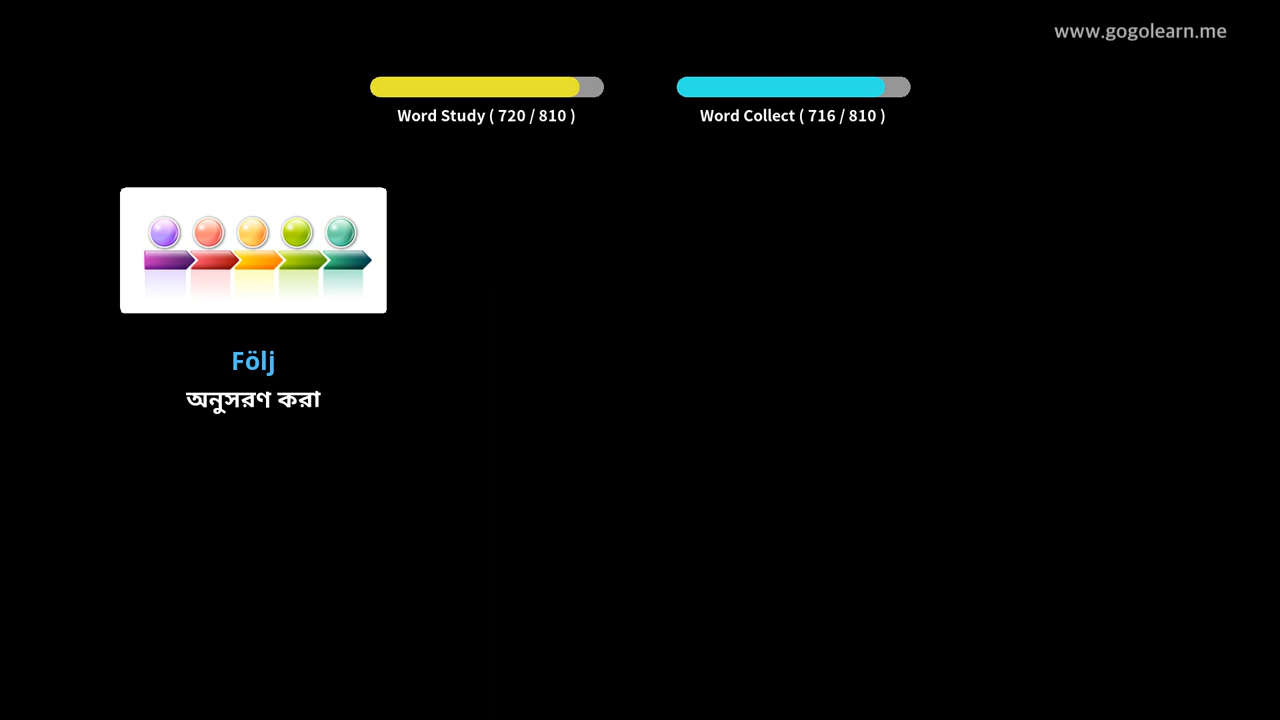 www.gogolearn.me
Word Study ( 720 / 810 )
Word Collect ( 716 / 810 )
Följ
অনুসরণ করা